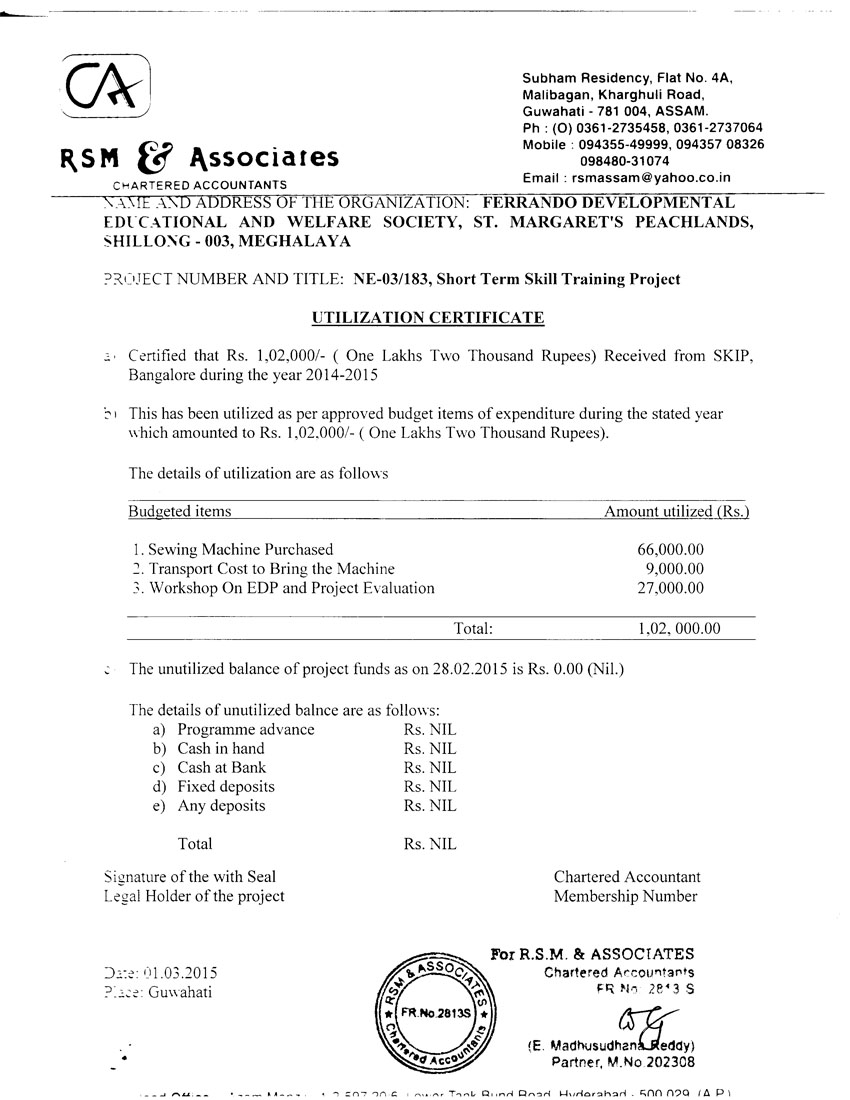 CA
RSM & Associates
CHARTERED ACCOUNTANTS
Subham Residency, Flat No. 4A,
Malibagan, Kharghuli Road,
Guwahati - 781 004, ASSAM.
Ph : (O) 0361-2735458, 0361-2737064
Mobile : 094355-49999, 094357 08326
098480-31074
Email : rsmassam@yahoo.co.in
NAME AND ADDRESS OF THE ORGANIZATION: FERRANDO DEVELOPMENTAL
EDUCATIONAL AND WELFARE SOCIETY, ST. MARGARET'S PEACHLANDS,
SHILLONG - 003, MEGHALAYA
PROJECT NUMBER AND TITLE: NE-03/183, Short Term Skill Training Project
UTILIZATION CERTIFICATE
a) Certified that Rs. 1,02,000/- ( One Lakhs Two Thousand Rupees) Received from SKIP,
Bangalore during the year 2014-2015
b) This has been utilized as per approved budget items of expenditure during the stated year
which amounted to Rs. 1,02,000/- ( One Lakhs Two Thousand Rupees).
The details of utilization are as follows
Budgeted items Amount utilized (Rs.)
1. Sewing Machine Purchased 66,000.00
2. Transport Cost to Bring the Machine 9,000.00
3. Workshop On EDP and Project Evaluation 27,000.00
Total: 1,02, 000.00
c The unutilized balance of project funds as on 28.02.2015 is Rs. 0.00 (Nil.)
The details of unutilized balnce are as follows:
a) Programme advance Rs. NIL
b) Cash in hand Rs. NIL
c) Cash at Bank Rs. NIL
d) Fixed deposits Rs. NIL
e) Any deposits Rs. NIL
Total Rs. NIL
Signature of the with Seal Chartered Accountant
Legal Holder of the project Membership Number
Date: 01.03.2015
Place: Guwahati
RSM & ASSOCIATES
FR.No.2813S
Chartered Accountants
For R.S.M. & ASSOCIATES
Chartered Accountants
FR No 2813 S
(E. Madhusudhana Reddy)
Partner, M.No.202308
Lower Tank Bund Road, Hyderabad - 500 029. (A.P.)